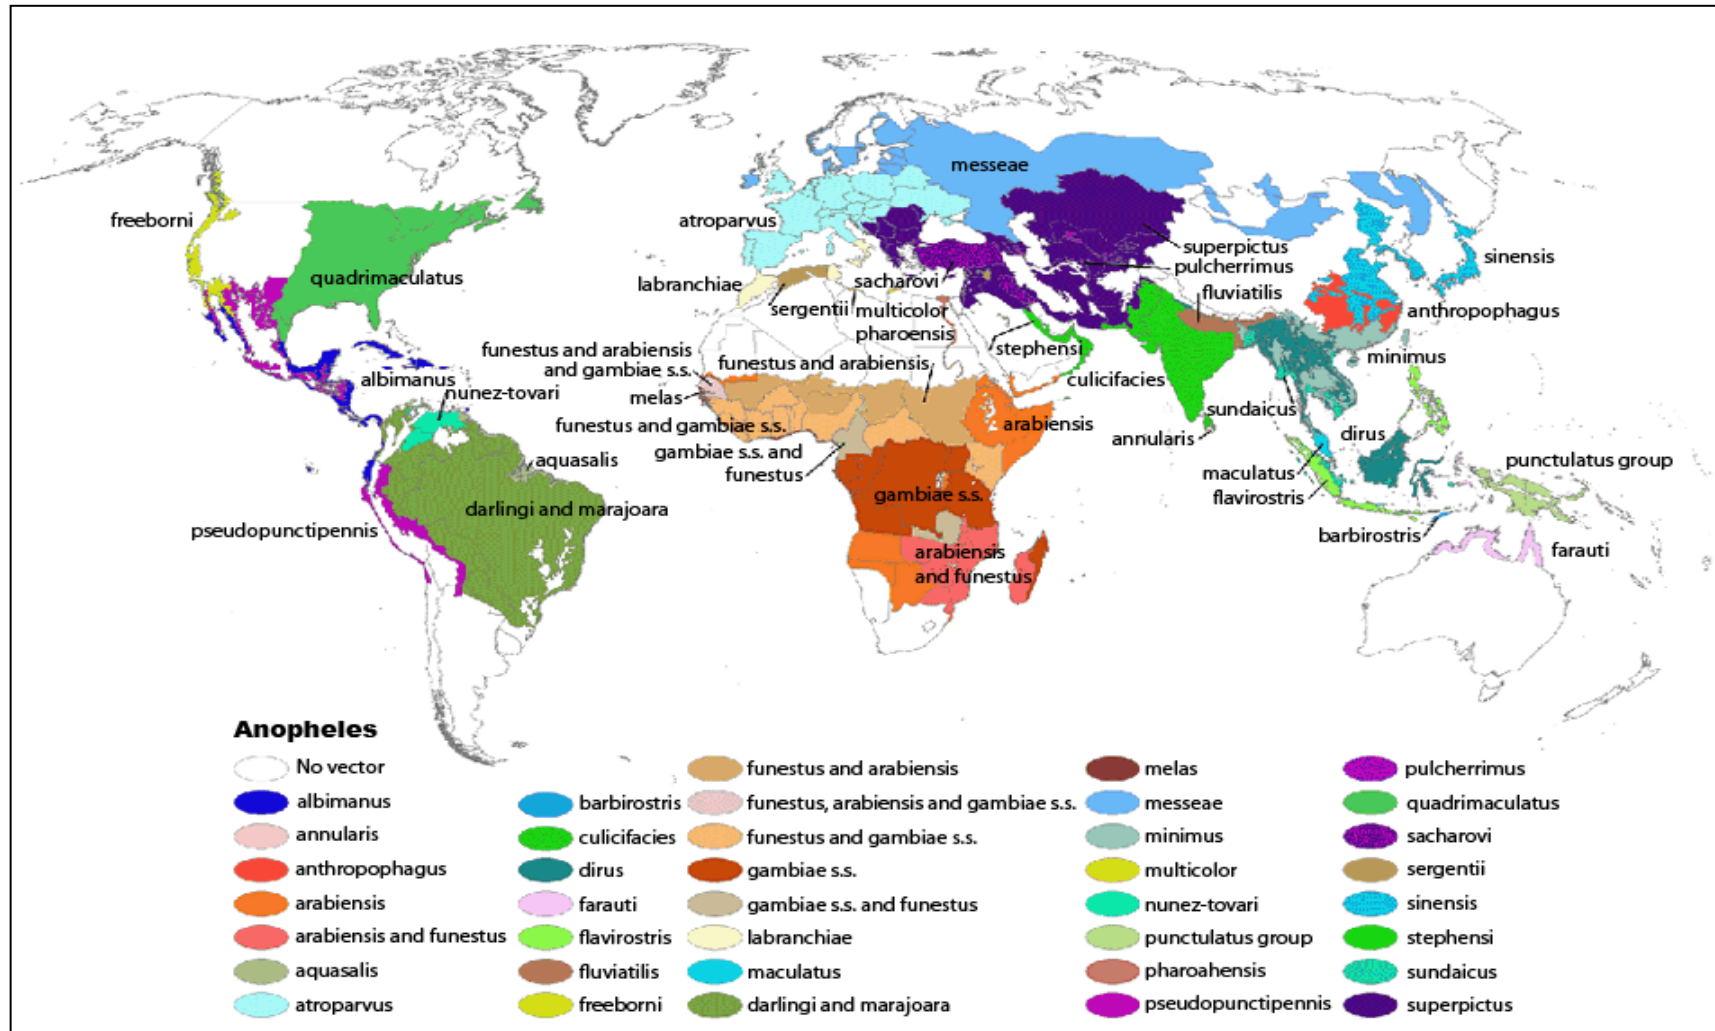 messeae
freeborni
atroparvus
superpictus
sinensis
pulcherrimus
quadrimaculatus
sacharovi
labranchiae
fluviatilis
sergentii
multicolor
anthropophagus
pharoensis
stephensi
funestus and arabiensis
and gambiae s.s.
funestus and arabiensis
minimus
albimanus
culicifacies
nunez-tovari
melas
sundaicus
arabiensis
funestus and gambiae s.s.
annularis
dirus
gambiae s.s. and
funestus
aquasalis
punctulatus group
maculatus
gambiae s.s.
flavirostris
darlingi and marajoara
pseudopunctipennis
barbirostris
arabiensis
and funestus
farauti
Anopheles
No vector
albimanus
annularis
anthropophagus
arabiensis
arabiensis and funestus
aquasalis
atroparvus
barbirostris
culicifacies
dirus
farauti
flavirostris
fluviatilis
freeborni
funestus and arabiensis
funestus, arabiensis and gambiae s.s.
funestus and gambiae s.s.
gambiae s.s.
gambiae s.s. and funestus
labranchiae
maculatus
darlingi and marajoara
melas
messeae
minimus
multicolor
nunez-tovari
punctulatus group
pharoahensis
pseudopunctipennis
pulcherrimus
quadrimaculatus
sacharovi
sergentii
sinensis
stephensi
sundaicus
superpictus